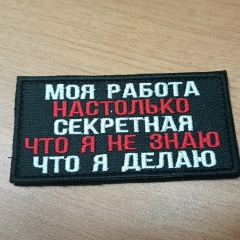 МОЯ РАБОТА
НАСТОЛЬКО
СЕКРЕТНАЯ
ЧТО Я НЕ ЗНАЮ
ЧТО Я ДЕЛАЮ